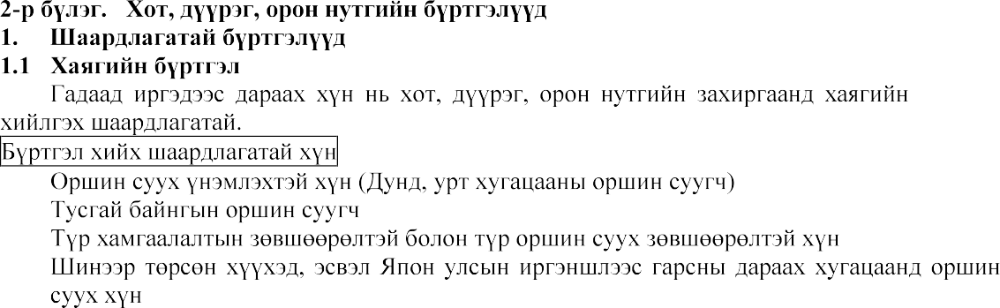 2-р бүлэг. Хот, дүүрэг, орон нутгийн бүртгэлүүд
1. Шаардлагатай бүртгэлүүд
1.1 Хаягийн бүртгэл
Гадаад иргэдээс дараах хүн нь хот, дүүрэг, орон нутгийн захиргаанд хаягийн
хийлгэх шаардлагатай.
Бүртгэл хийх шаардлагатай хүн
Оршин суух үнэмлэхтэй хүн (Дунд, урт хугацааны оршин суугч)
Тусгай байнгын оршин суугч
Түр хамгаалалтын зөвшөөрөлтэй болон түр оршин суух зөвшөөрөлтэй хүн
Шинээр төрсөн хүүхэд, эсвэл Япон улсын иргэншлээс гарсны дараах хугацаанд оршин
суух хүн